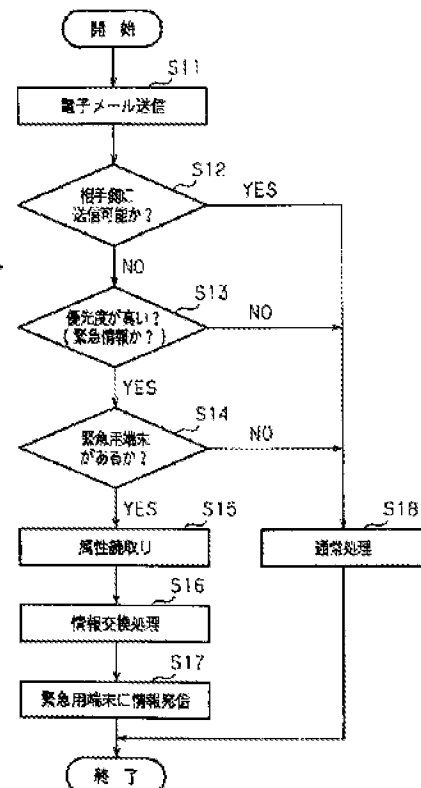 開始
S11
電子メール送信
S12
相手側に
送信可能か？
YES
NO
S13
優先度が高い？
(緊急情報か？)
NO
YES
S14
緊急用端末
があるか？
NO
YES
S15
属性読取り
S18
通常処理
S16
情報交換処理
S17
緊急用端末に情報発信
終了